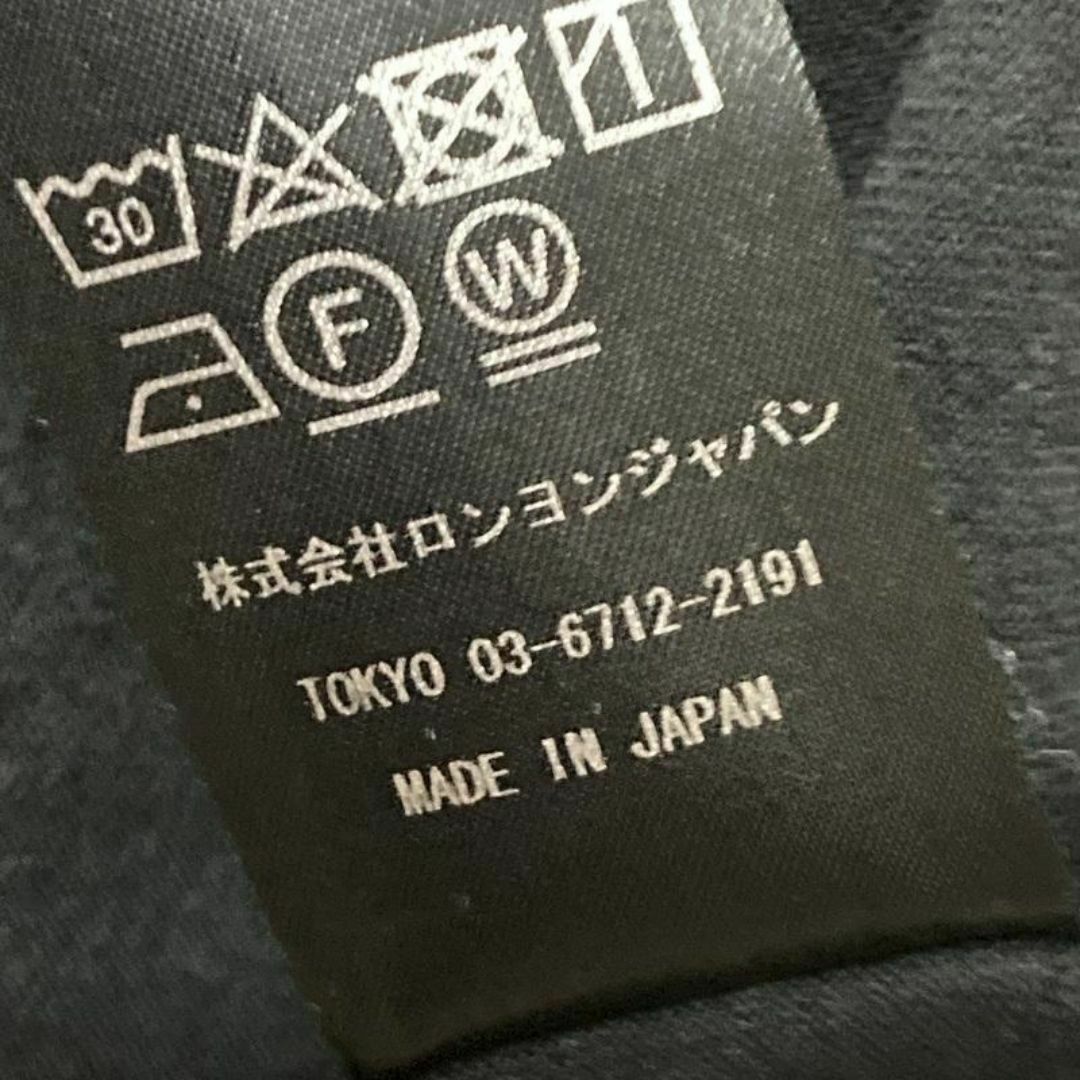 30
F W
株式会社ロンヨンジャパン
TOKYO 03-6712-2191
MADE IN JAPAN